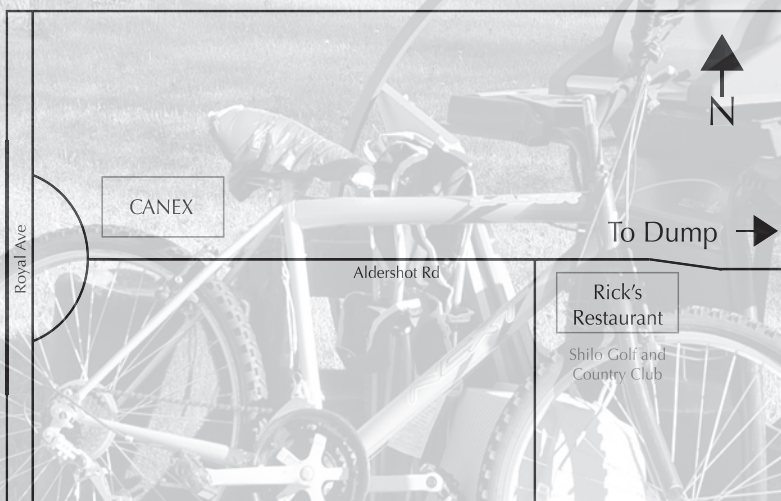 N
CANEX
To Dump
Royal Ave
Aldershot Rd
Rick's
Restaurant
Shilo Golf and
Country Club